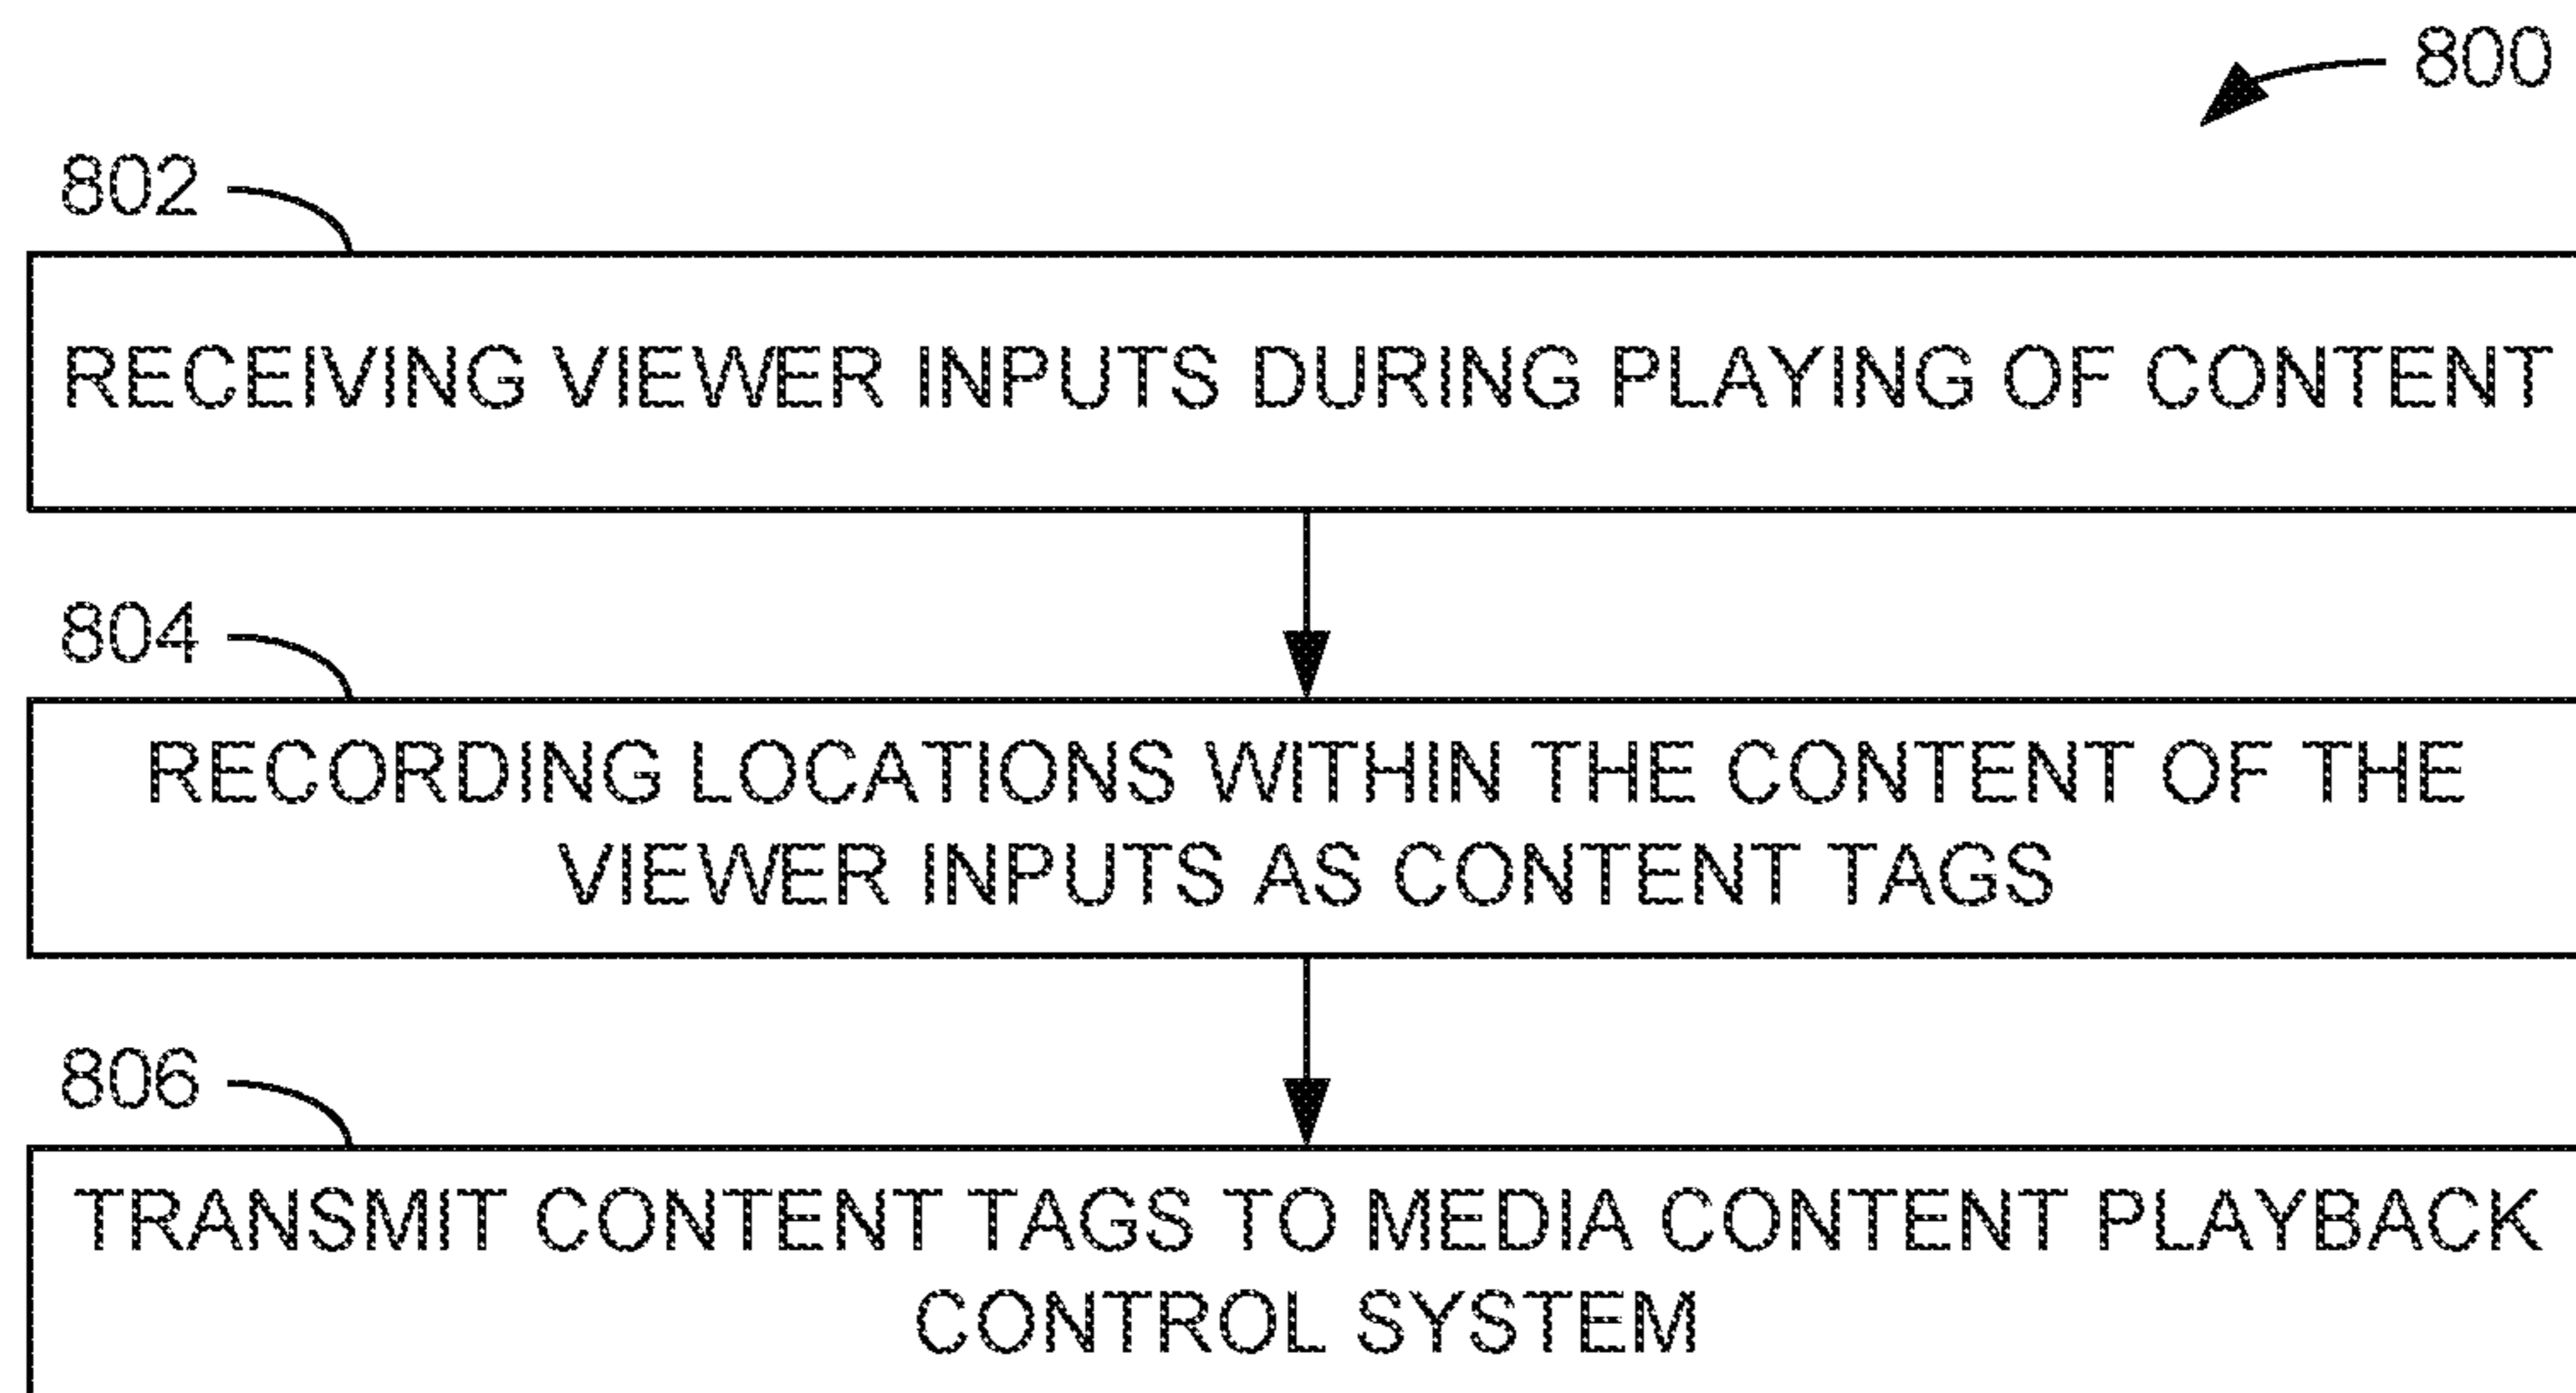 800
802
RECEIVING VIEWER INPUTS DURING PLAYING OF CONTENT
804
RECORDING LOCATIONS WITHIN THE CONTENT OF THE
VIEWER INPUTS AS CONTENT TAGS
806
TRANSMIT CONTENT TAGS TO MEDIA CONTENT PLAYBACK
CONTROL SYSTEM